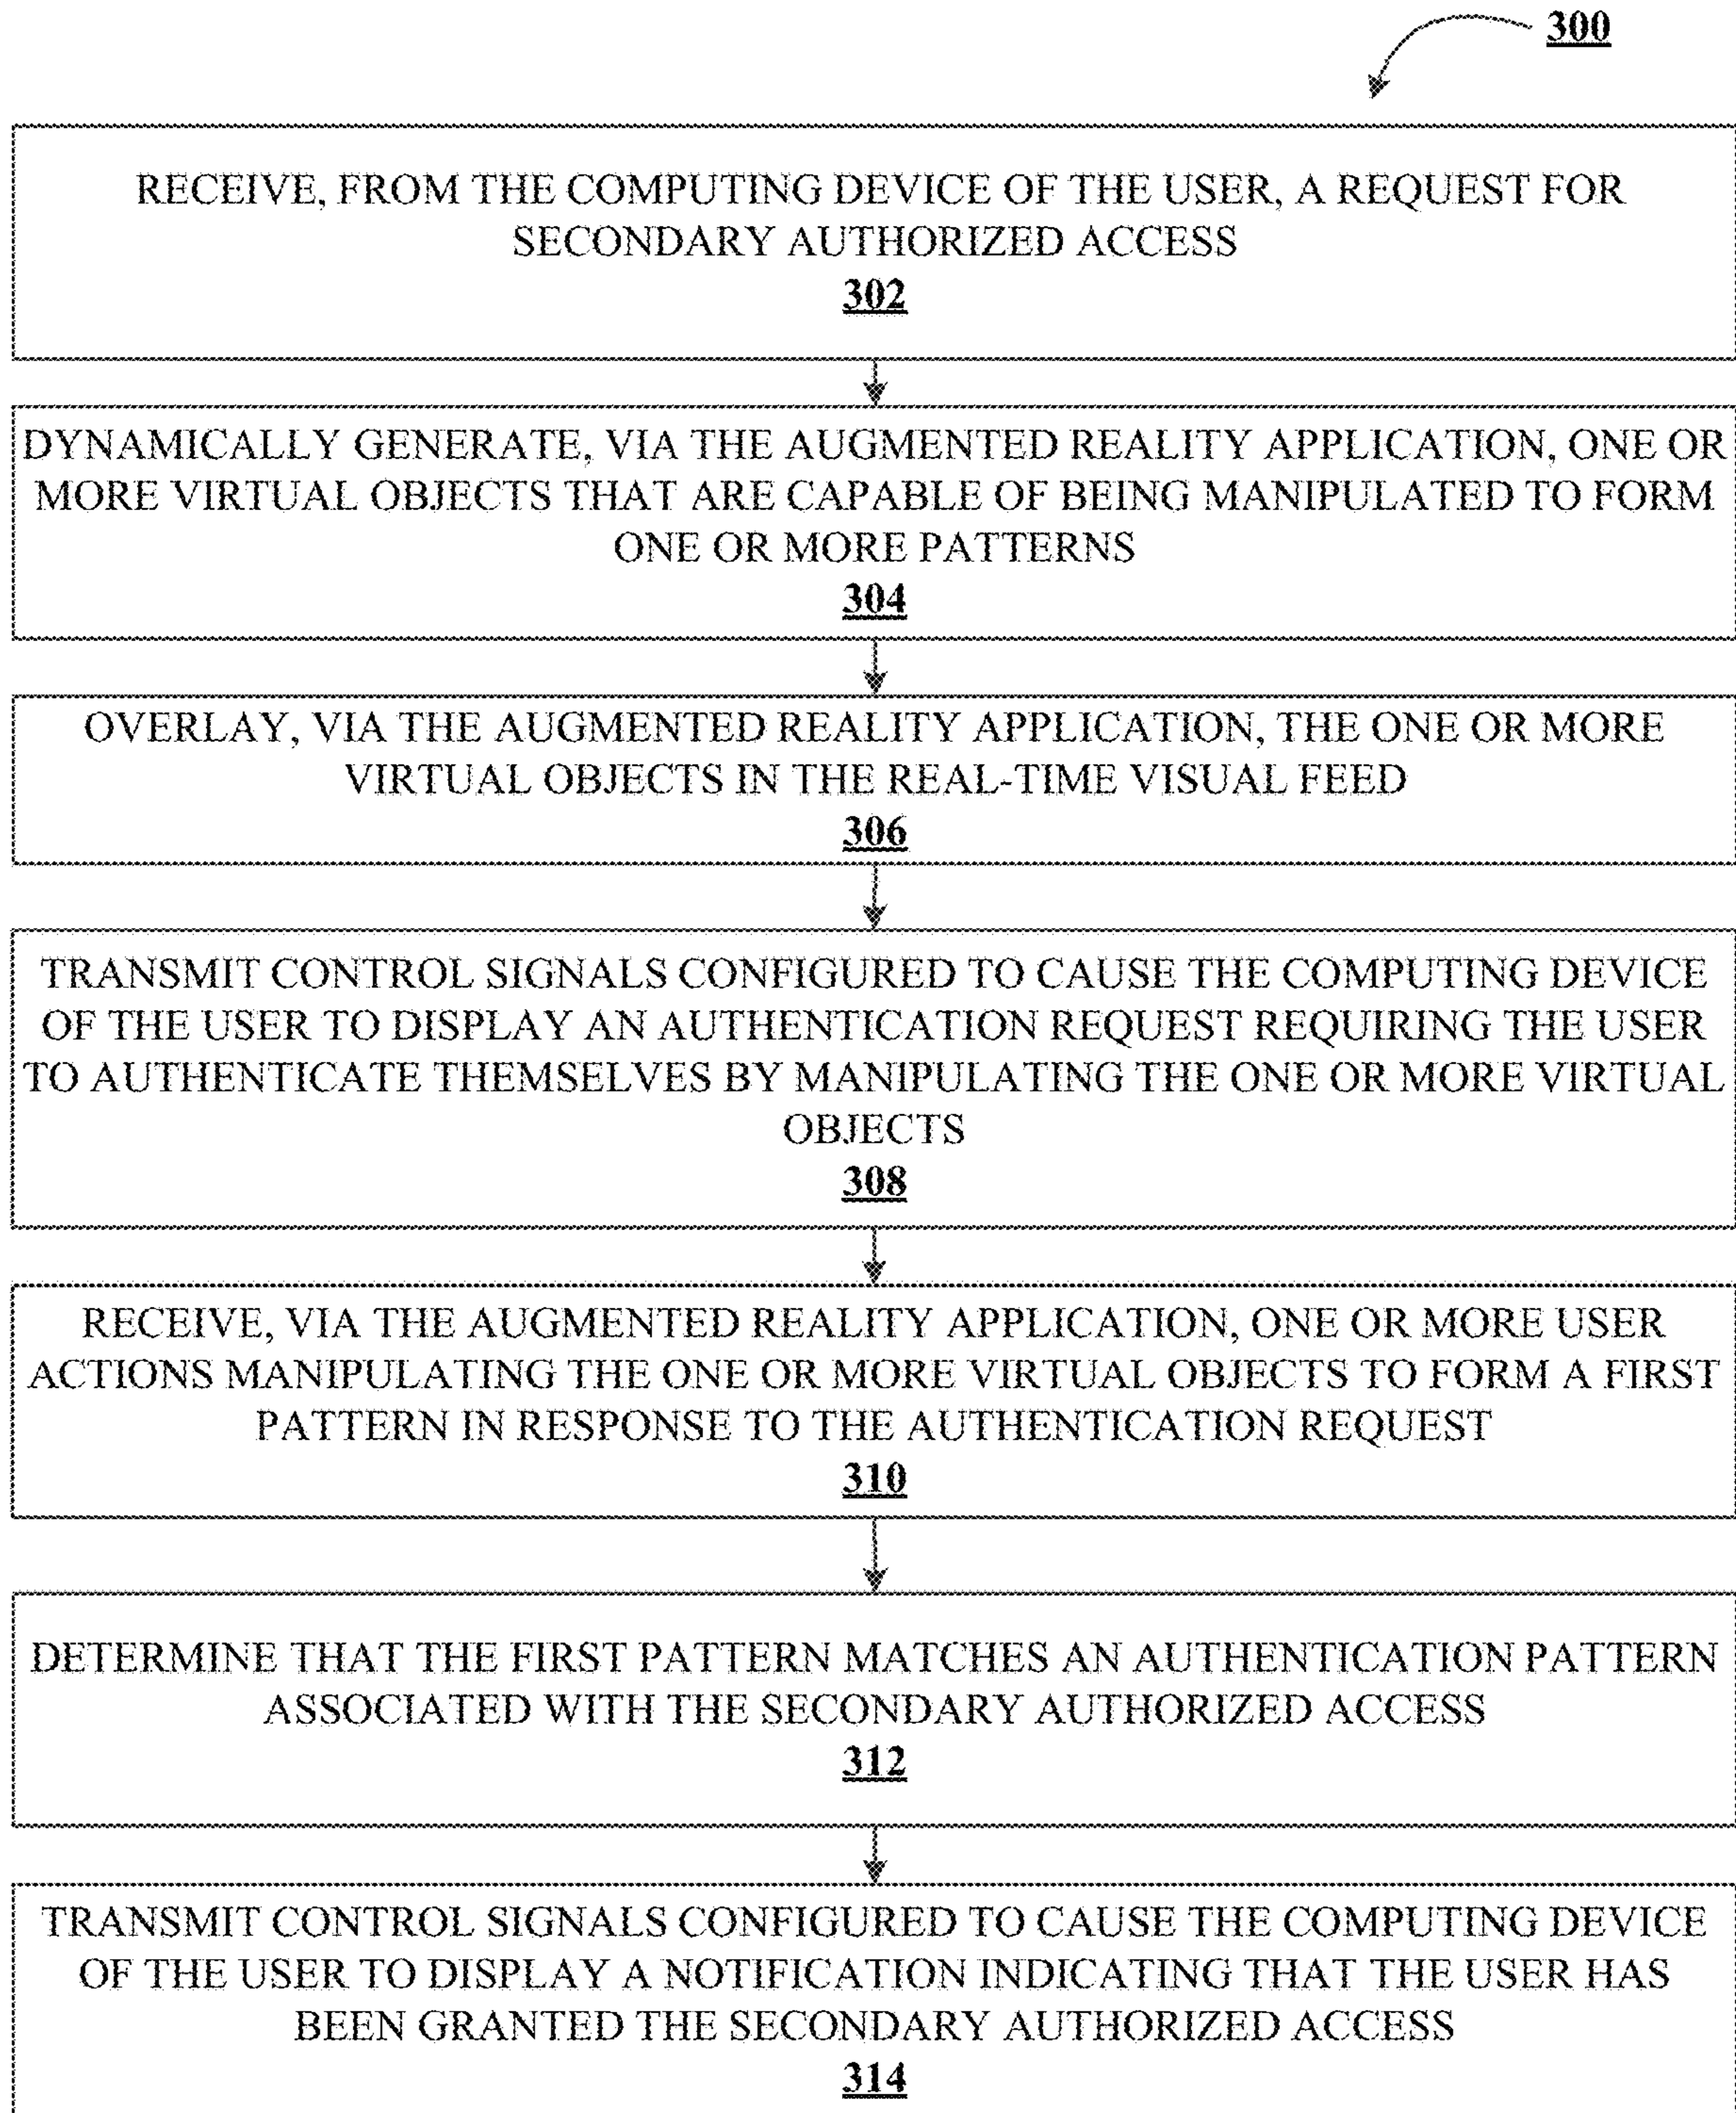 300
RECEIVE, FROM THE COMPUTING DEVICE OF THE USER, A REQUEST FOR
SECONDARY AUTHORIZED ACCESS
302
DYNAMICALLY GENERATE, VIA THE AUGMENTED REALITY APPLICATION, ONE OR
MORE VIRTUAL OBJECTS THAT ARE CAPABLE OF BEING MANIPULATED TO FORM
ONE OR MORE PATTERNS
304
OVERLAY, VIA THE AUGMENTED REALITY APPLICATION, THE ONE OR MORE
VIRTUAL OBJECTS IN THE REAL-TIME VISUAL FEED
306
TRANSMIT CONTROL SIGNALS CONFIGURED TO CAUSE THE COMPUTING DEVICE
OF THE USER TO DISPLAY AN AUTHENTICATION REQUEST REQUIRING THE USER
TO AUTHENTICATE THEMSELVES BY MANIPULATING THE ONE OR MORE VIRTUAL
OBJECTS
308
RECEIVE, VIA THE AUGMENTED REALITY APPLICATION, ONE OR MORE USER
ACTIONS MANIPULATING THE ONE OR MORE VIRTUAL OBJECTS TO FORM A FIRST
PATTERN IN RESPONSE TO THE AUTHENTICATION REQUEST
310
DETERMINE THAT THE FIRST PATTERN MATCHES AN AUTHENTICATION PATTERN
ASSOCIATED WITH THE SECONDARY AUTHORIZED ACCESS
312
TRANSMIT CONTROL SIGNALS CONFIGURED TO CAUSE THE COMPUTING DEVICE
OF THE USER TO DISPLAY A NOTIFICATION INDICATING THAT THE USER HAS
BEEN GRANTED THE SECONDARY AUTHORIZED ACCESS
314